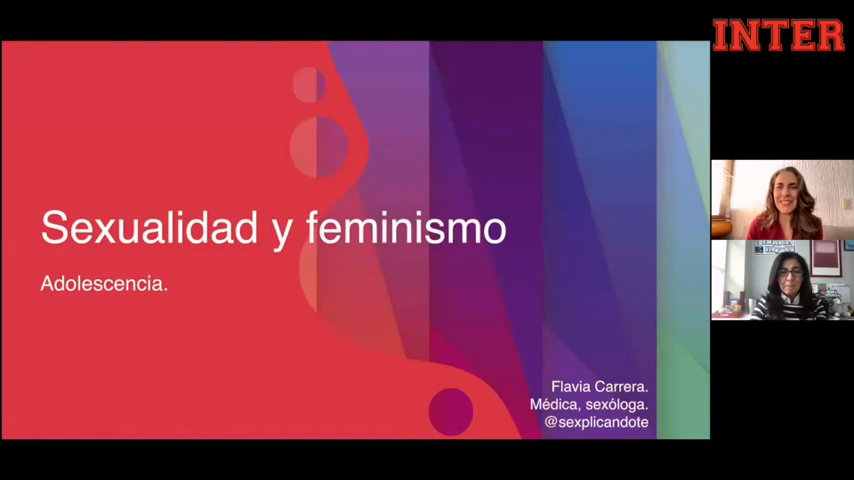 INTER
Sexualidad y feminismo
Adolescencia.
Flavia Carrera.
Médica, sexóloga.
@sexplicandote